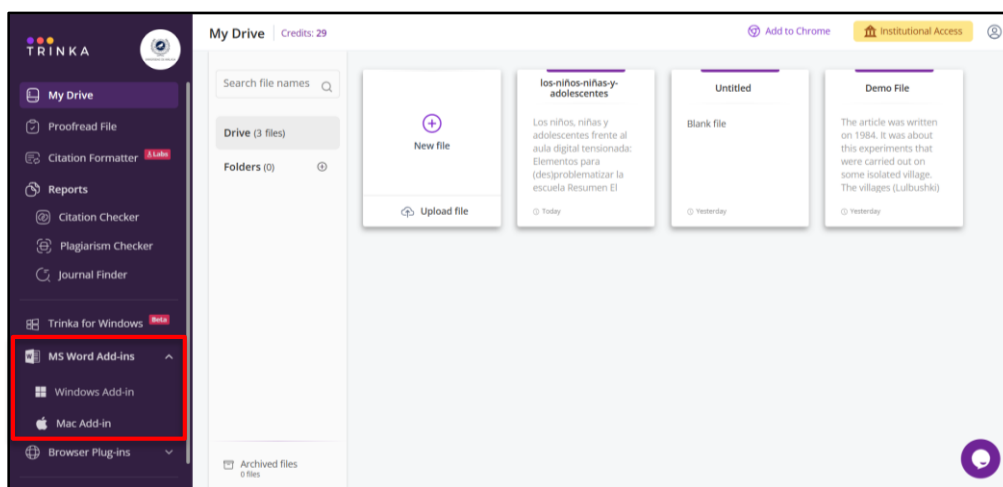 TRINKA
My Drive
Proofread File
Citation Formatter
Labs
Reports
Citation Checker
Plagiarism Checker
Journal Finder
Trinka for Windows Beta
MS Word Add-ins
Windows Add-in
Mac Add-in
Browser Plug-ins
My Drive Credits: 29
Add to Chrome
Institutional Access
Search file names
Drive (3 files)
Folders (0)
Archived files
0 files
New file
Upload file
los-niños-niñas-y-
adolescentes
Los niños, niñas y
adolescentes frente al
aula digital tensionada:
Elementos para
(des)problematizar la
escuela Resumen El
Today
Untitled
Blank file
Yesterday
Demo File
The article was written
on 1984. It was about
this experiments that
were carried out on
some isolated village.
The villages (Lulbushki)
Yesterday